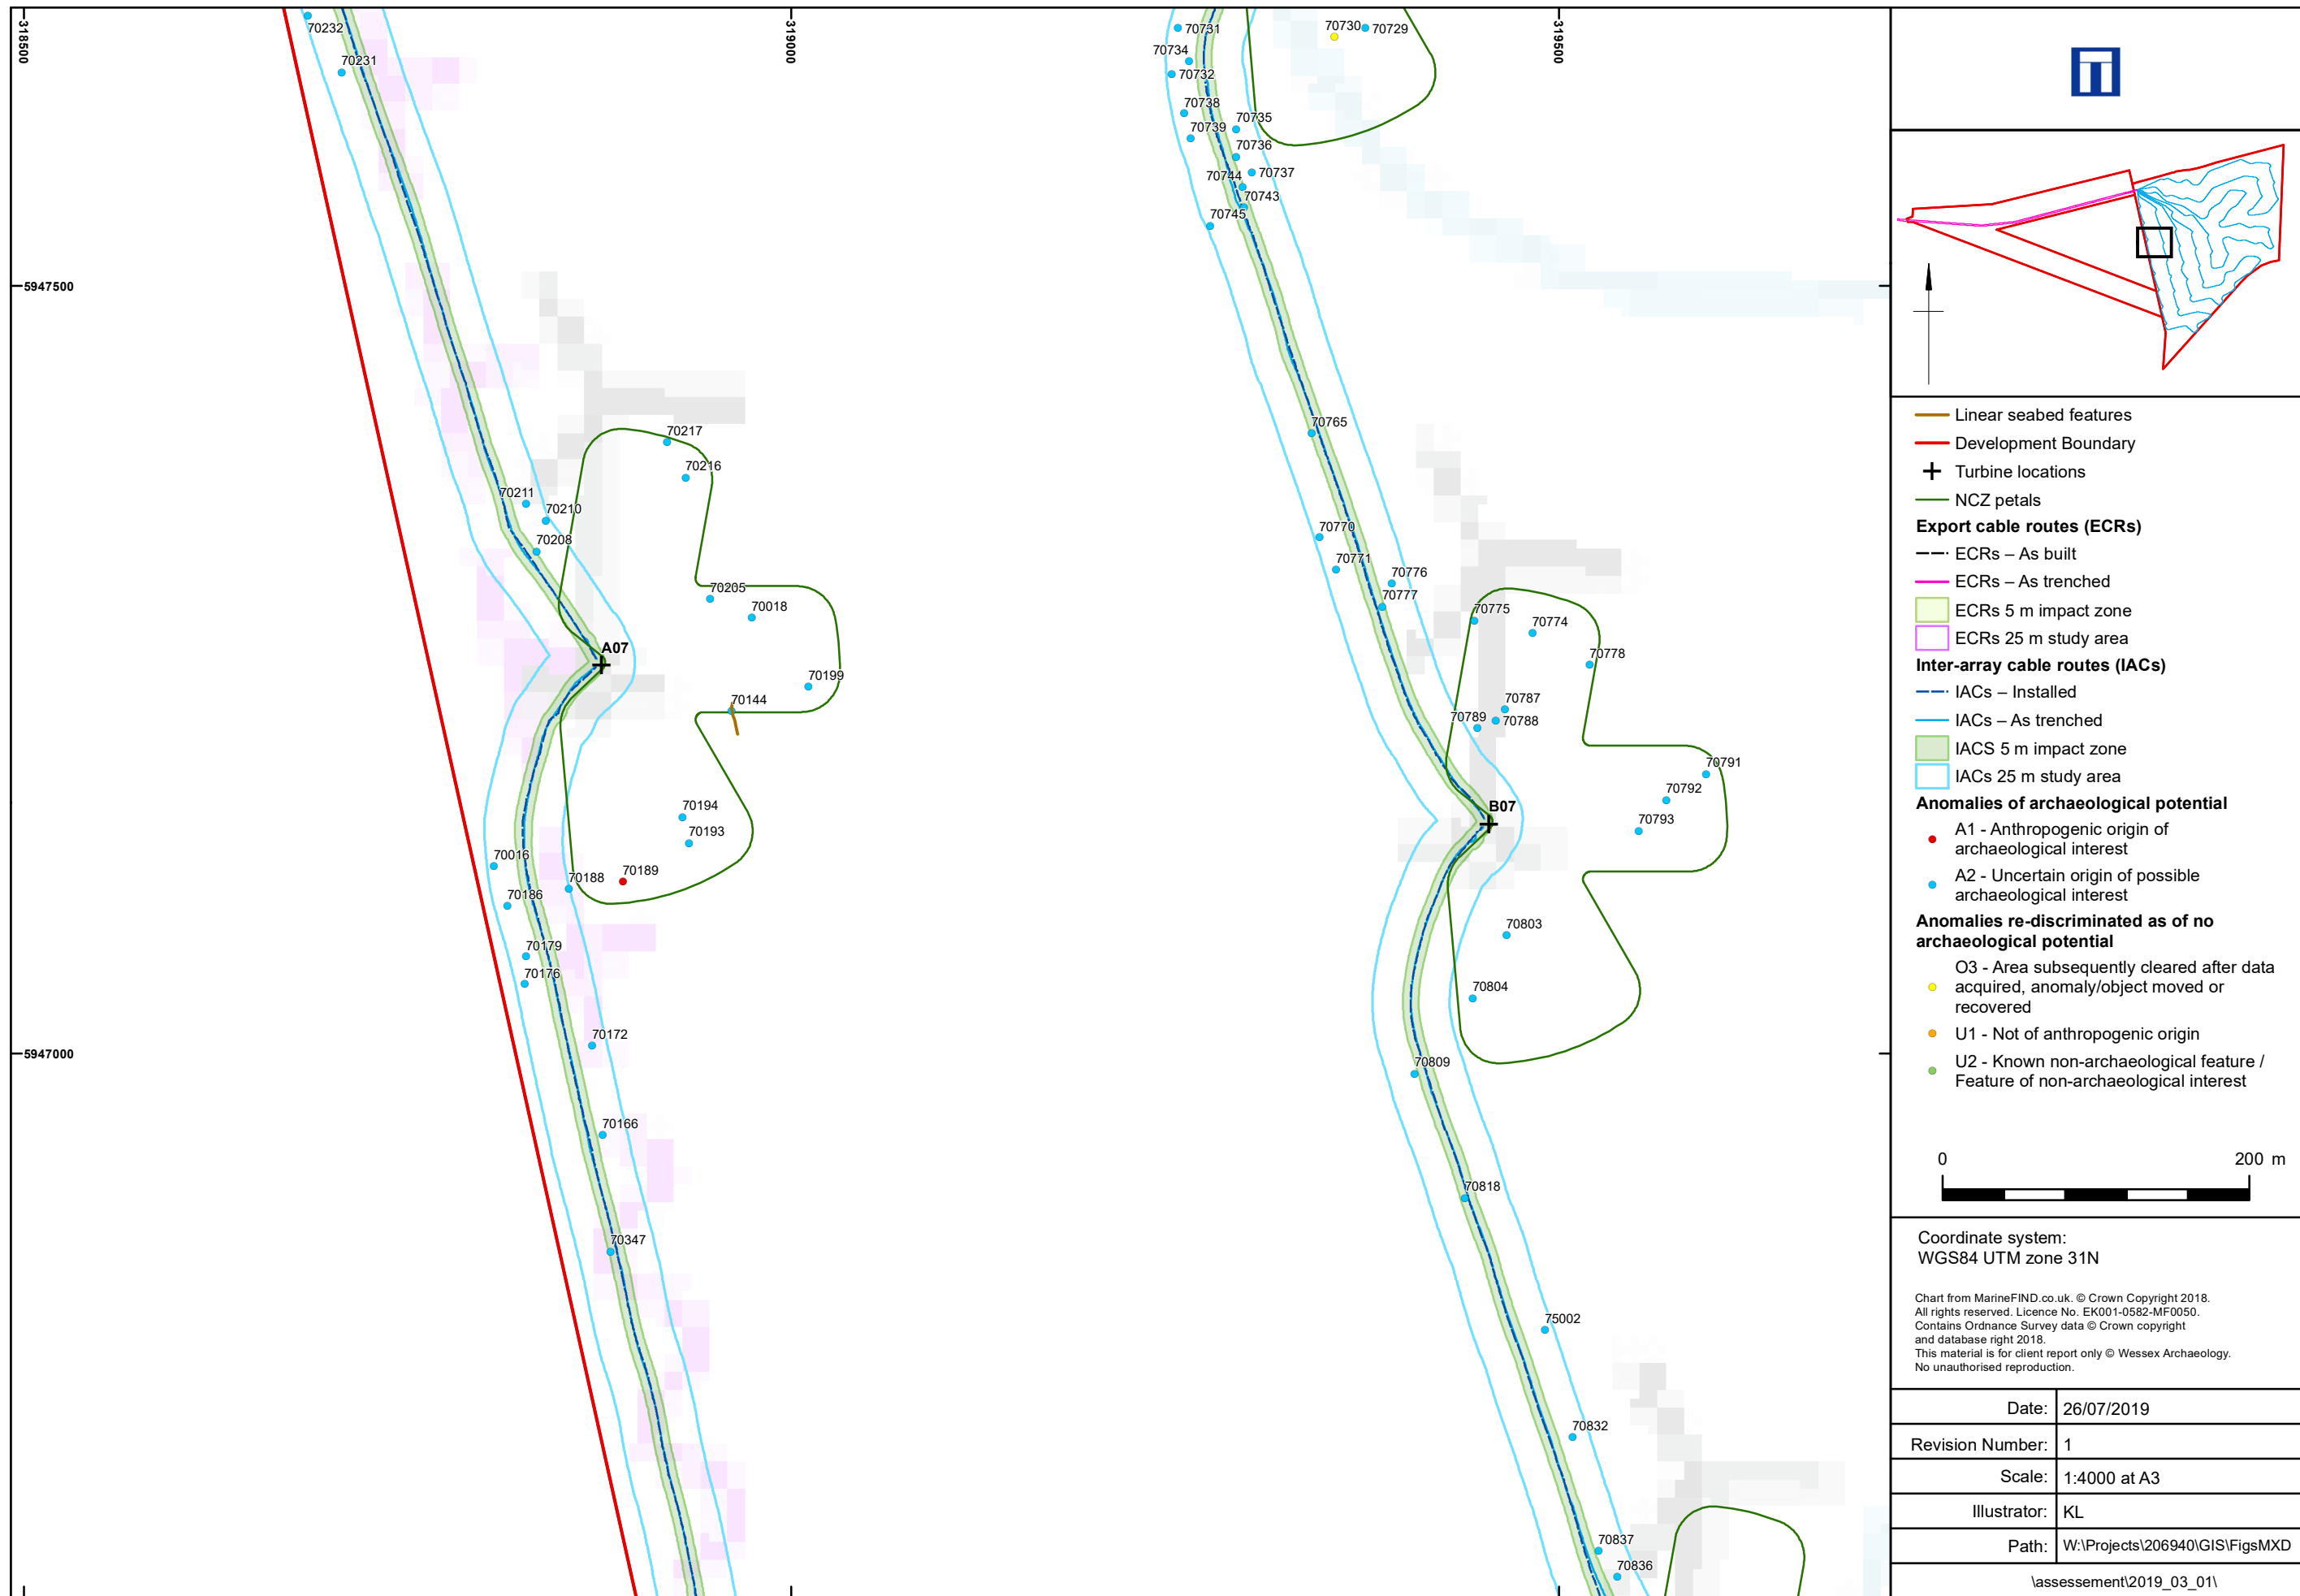 318500
319000
319500
5947500
5947000
70232
70231
70731
70730
70729
70734
70732
70738
70735
70739
70736
70737
70744
70743
70745
70217
70216
70211
70210
70208
70205
70018
A07
70199
70144
70194
70193
70016
70188
70189
70186
70179
70176
70172
70166
70347
70765
70770
70771
70776
70777
70775
70774
70778
70787
70789
70788
70791
70792
B07
70793
70803
70804
70809
70818
75002
70832
70837
70836
Linear seabed features
Development Boundary
Turbine locations
NCZ petals
Export cable routes (ECRs)
ECRs – As built
ECRs – As trenched
ECRs 5 m impact zone
ECRs 25 m study area
Inter-array cable routes (IACs)
IACs – Installed
IACs – As trenched
IACS 5 m impact zone
IACs 25 m study area
Anomalies of archaeological potential
A1 - Anthropogenic origin of
archaeological interest
A2 - Uncertain origin of possible
archaeological interest
Anomalies re-discriminated as of no
archaeological potential
O3 - Area subsequently cleared after data
acquired, anomaly/object moved or
recovered
U1 - Not of anthropogenic origin
U2 - Known non-archaeological feature /
Feature of non-archaeological interest
0 200 m
Coordinate system:
WGS84 UTM zone 31N
Chart from MarineFIND.co.uk. © Crown Copyright 2018.
All rights reserved. Licence No. EK001-0582-MF0050.
Contains Ordnance Survey data © Crown copyright
and database right 2018.
This material is for client report only © Wessex Archaeology.
No unauthorised reproduction.
Date: 26/07/2019
Revision Number: 1
Scale: 1:4000 at A3
Illustrator: KL
Path: W:\Projects\206940\GIS\FigsMXD
\assessement\2019_03_01\